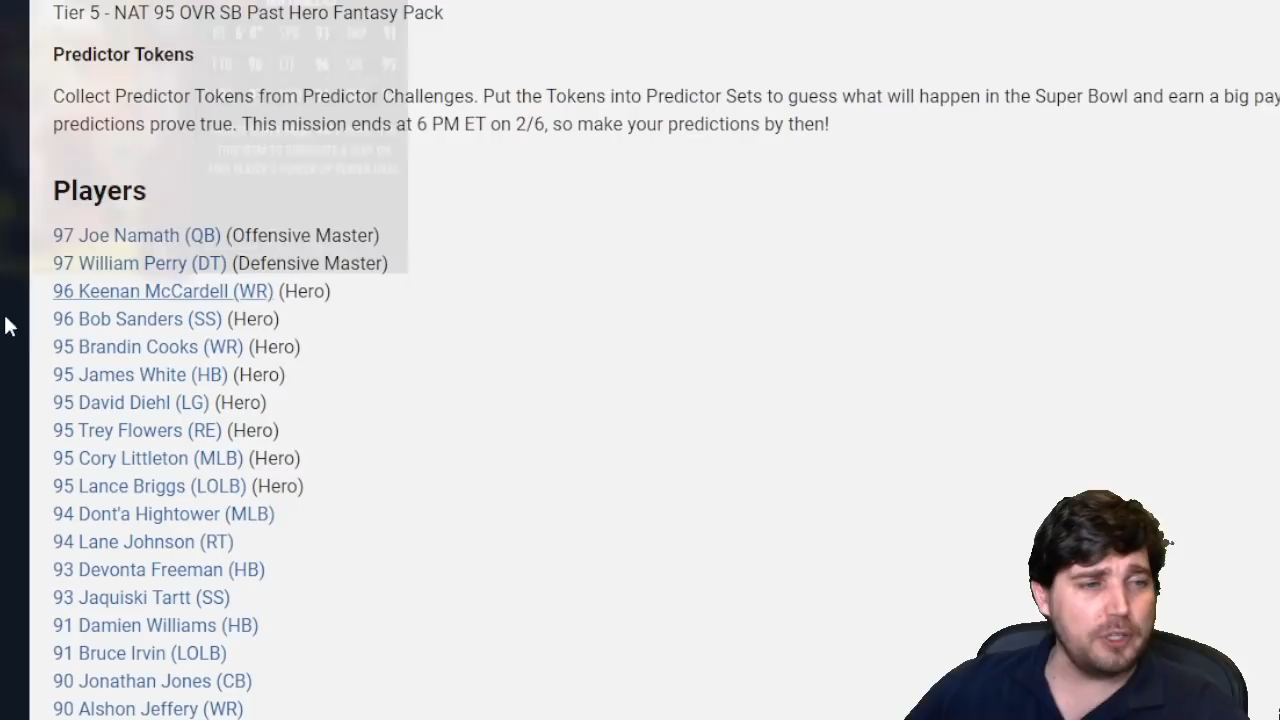 Tier 5 - NAT 95 OVR SB Past Hero Fantasy Pack
Predictor Tokens
Collect Predictor Tokens from Predictor Challenges. Put the Tokens into Predictor Sets to guess what will happen in the Super Bowl and earn a big pay
predictions prove true. This mission ends at 6 PM ET on 2/6, so make your predictions by then!
Players
97 Joe Namath (QB) (Offensive Master)
97 William Perry (DT) (Defensive Master)
96 Keenan McCardell (WR) (Hero)
96 Bob Sanders (SS) (Hero)
95 Brandin Cooks (WR) (Hero)
95 James White (HB) (Hero)
95 David Diehl (LG) (Hero)
95 Trey Flowers (RE) (Hero)
95 Cory Littleton (MLB) (Hero)
95 Lance Briggs (LOLB) (Hero)
94 Dont'a Hightower (MLB)
94 Lane Johnson (RT)
93 Devonta Freeman (HB)
93 Jaquiski Tartt (SS)
91 Damien Williams (HB)
91 Bruce Irvin (LOLB)
90 Jonathan Jones (CB)
90 Alshon Jeffery (WR)